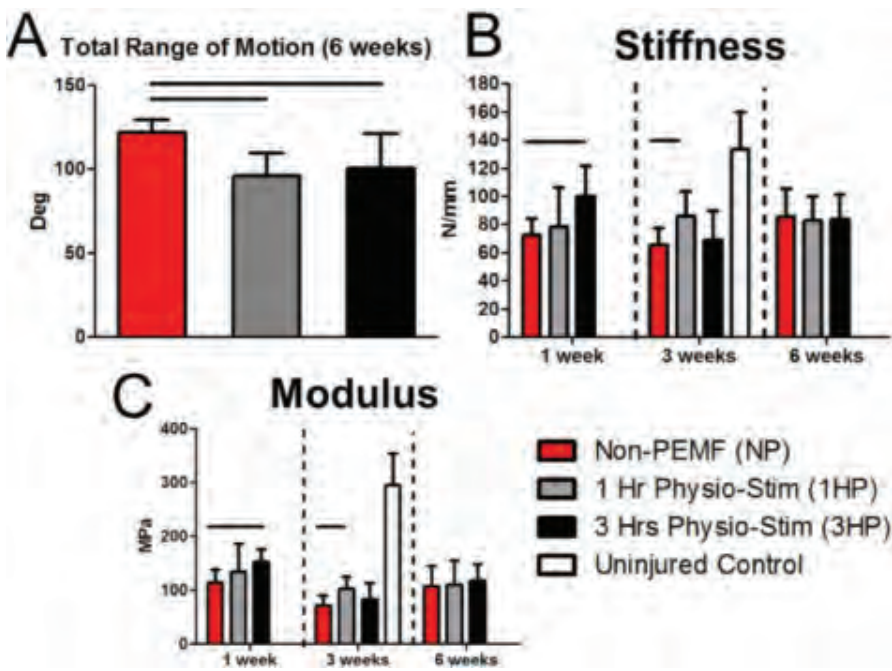 A
Total Range of Motion (6 weeks)
Deg
150
100
50
0
B
Stiffness
N/mm
180
160
140
120
100
80
60
40
20
0
1 week
3 weeks
6 weeks
C
Modulus
MPa
400
300
200
100
0
1 week
3 weeks
6 weeks
Non-PEMF (NP)
1 Hr Physio-Stim (1HP)
3 Hrs Physio-Stim (3HP)
Uninjured Control